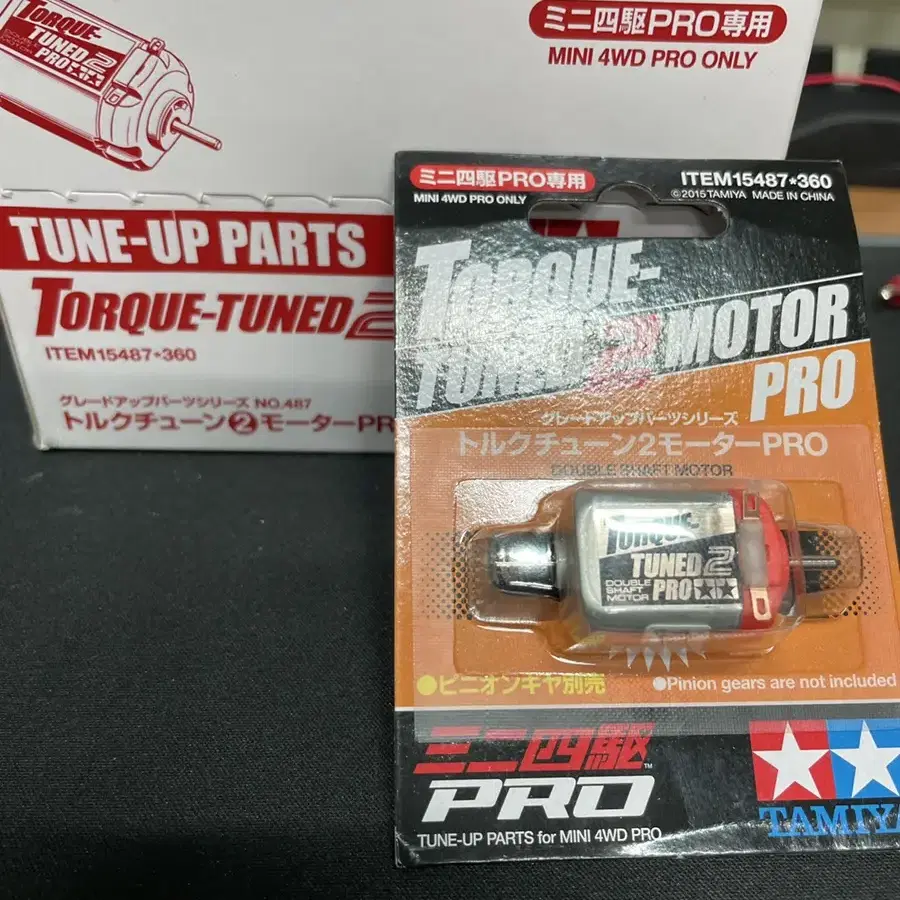 TORQUE-
TUNED 2
PRO
ミニ四駆PRO専用
MINI 4WD PRO ONLY
TUNE-UP PARTS
TORQUE-TUNED 2
ITEM15487*360
グレードアップパーツシリーズ NO.487
トルクチューン2モーターPR
ミニ四駆PRO専用
MINI 4WD PRO ONLY
ITEM15487*360
©2015 TAMIYA MADE IN CHINA
TORQUE-
TUNED 2 MOTOR
PRO
グレードアップパーツシリーズ
トルクチューン2モーターPRO
DOUBLE SHAFT MOTOR
TORQUE-
TUNED 2
DOUBLE
SHAFT
MOTOR PRO
●ピニオンギヤ別売
●Pinion gears are not included
ミニ四駆™
PRO
TUNE-UP PARTS for MINI 4WD PRO
TAMIYA